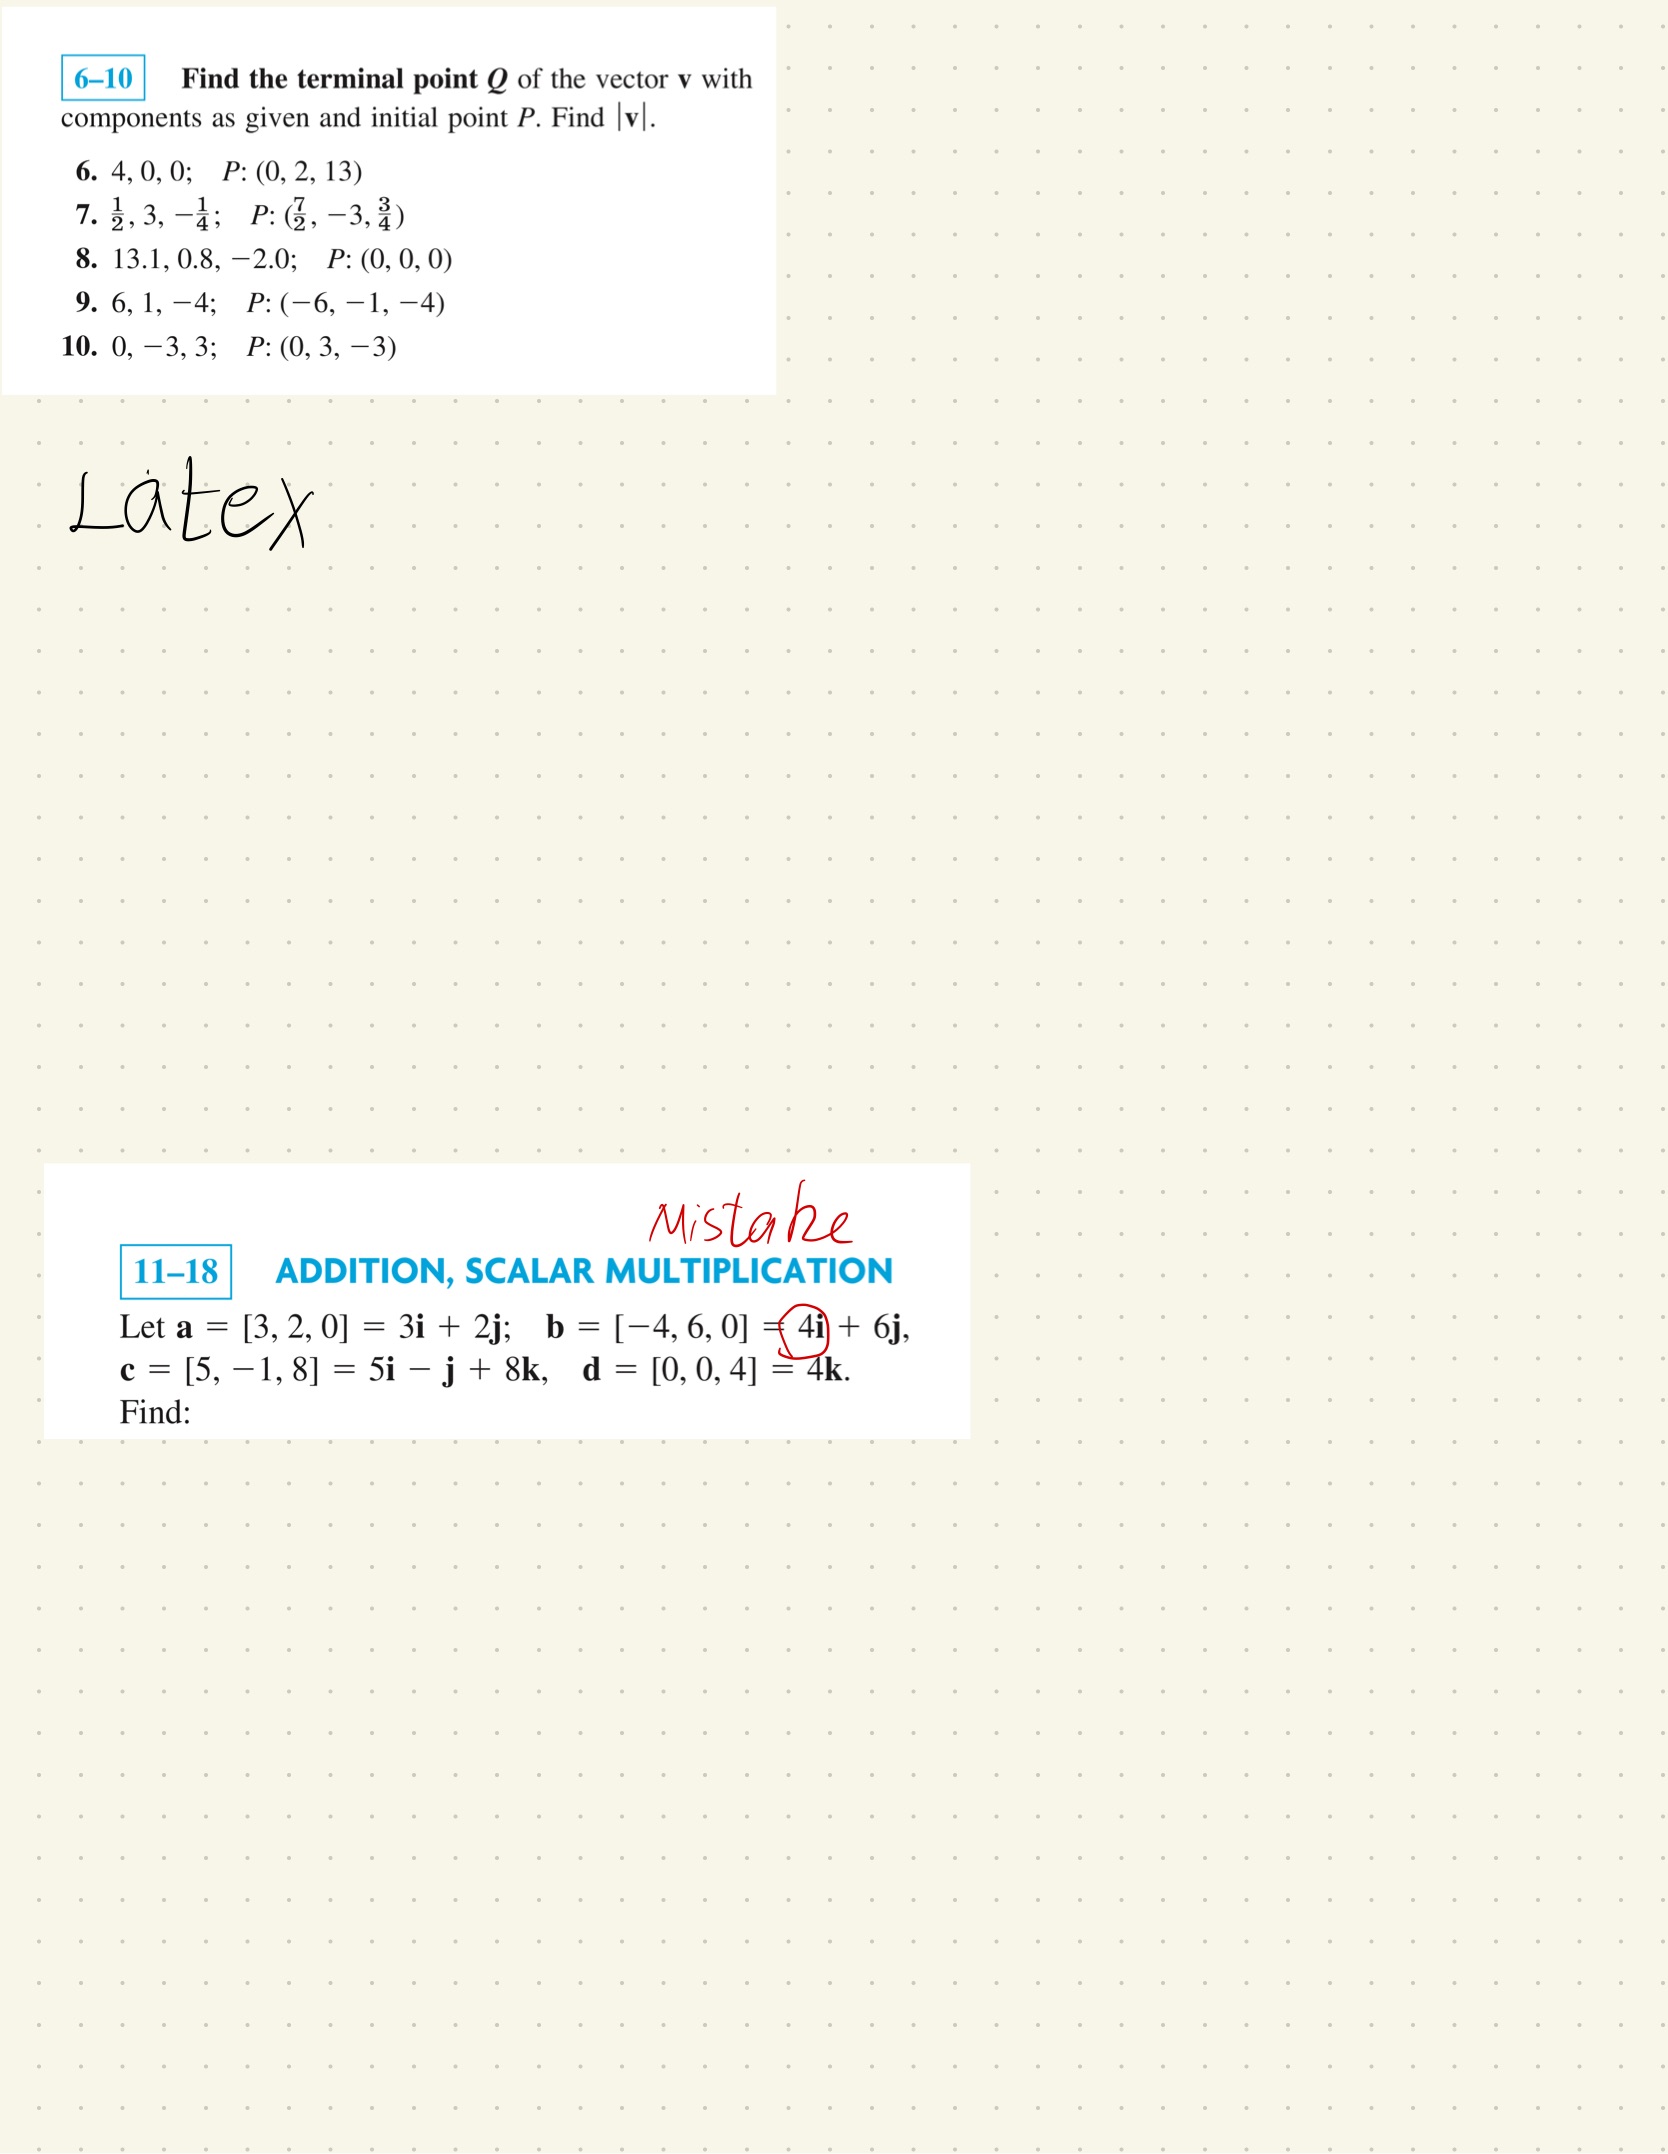 6–10 Find the terminal point Q of the vector v with
components as given and initial point P. Find |v|.
6. 4, 0, 0; P: (0, 2, 13)
7. 1/2, 3, −1/4; P: (7/2, −3, 3/4)
8. 13.1, 0.8, −2.0; P: (0, 0, 0)
9. 6, 1, −4; P: (−6, −1, −4)
10. 0, −3, 3; P: (0, 3, −3)
Latex
Mistake
11–18 ADDITION, SCALAR MULTIPLICATION
Let a = [3, 2, 0] = 3i + 2j; b = [−4, 6, 0] = 4i + 6j,
c = [5, −1, 8] = 5i − j + 8k, d = [0, 0, 4] = 4k.
Find: